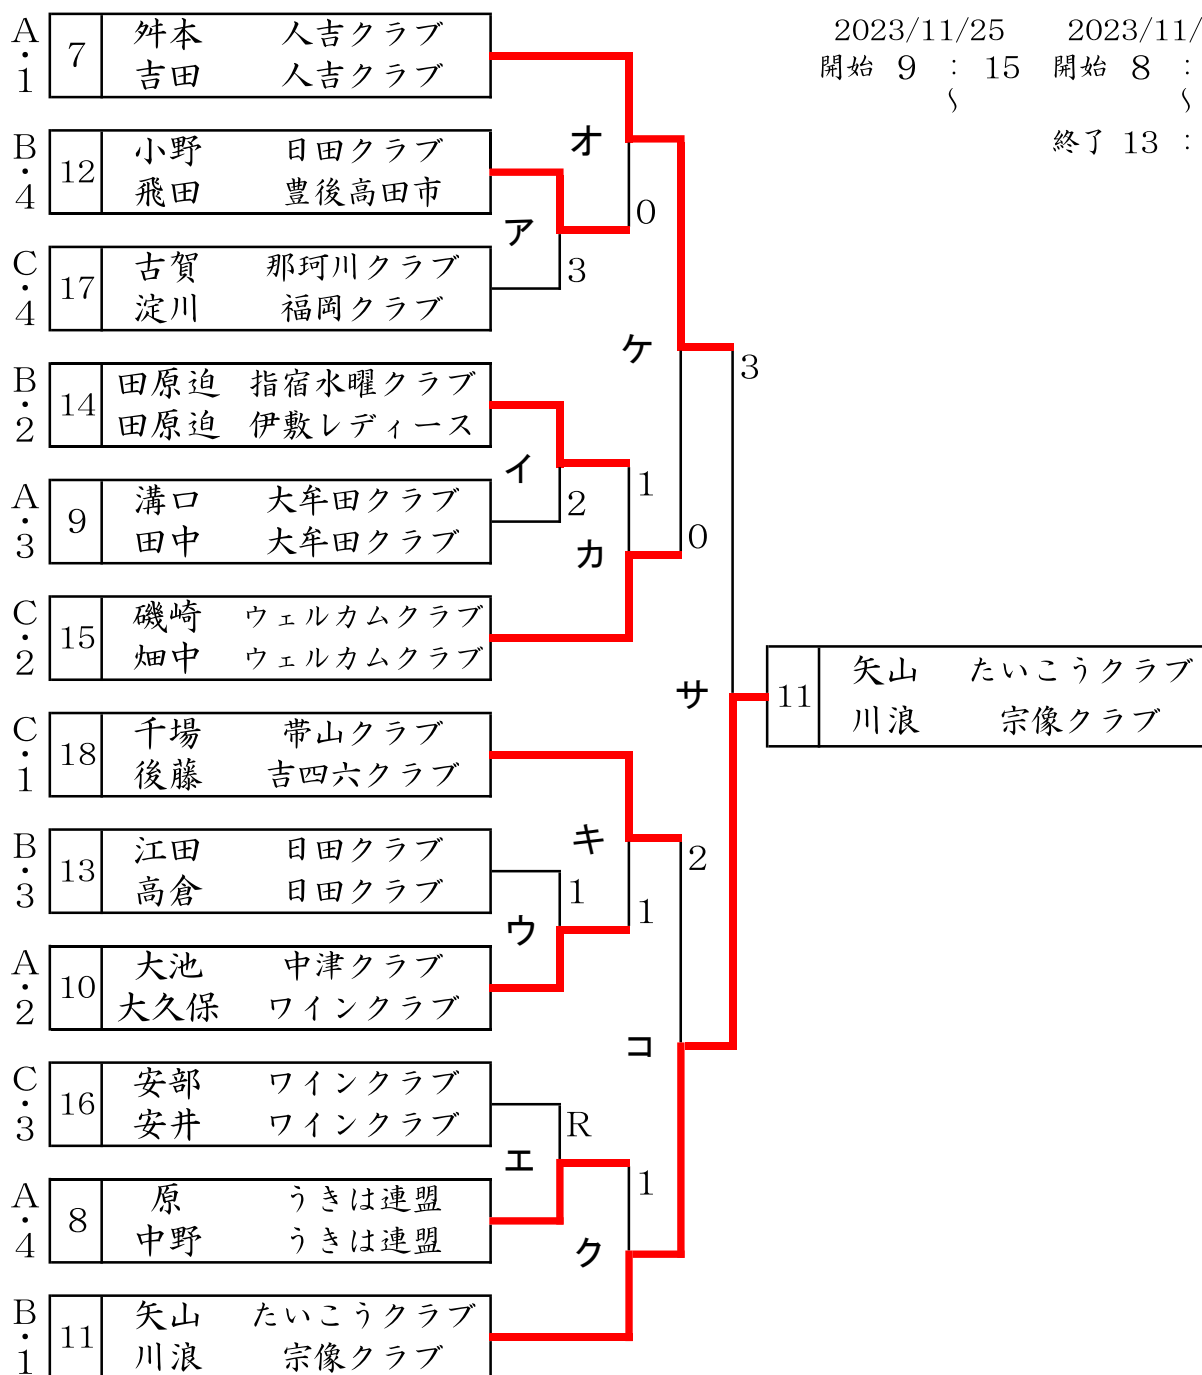 2023/11/25 2023/11/
開始 9 : 15 開始 8 :
〜 〜
終了 13 :
A・1 7 舛本 人吉クラブ
吉田 人吉クラブ
オ
B・4 12 小野 日田クラブ
飛田 豊後高田市
ア 0
C・4 17 古賀 那珂川クラブ 3
淀川 福岡クラブ
ケ 3
B・2 14 田原迫 指宿水曜クラブ
田原迫 伊敷レディース
イ 1
A・3 9 溝口 大牟田クラブ 2
田中 大牟田クラブ
カ 0
C・2 15 磯崎 ウェルカムクラブ
畑中 ウェルカムクラブ
サ 11 矢山 たいこうクラブ
川浪 宗像クラブ
C・1 18 千場 帯山クラブ
後藤 吉四六クラブ
キ 2
B・3 13 江田 日田クラブ
高倉 日田クラブ 1
ウ 1
A・2 10 大池 中津クラブ
大久保 ワインクラブ
コ
C・3 16 安部 ワインクラブ
安井 ワインクラブ R
エ 1
A・4 8 原 うきは連盟
中野 うきは連盟
ク
B・1 11 矢山 たいこうクラブ
川浪 宗像クラブ